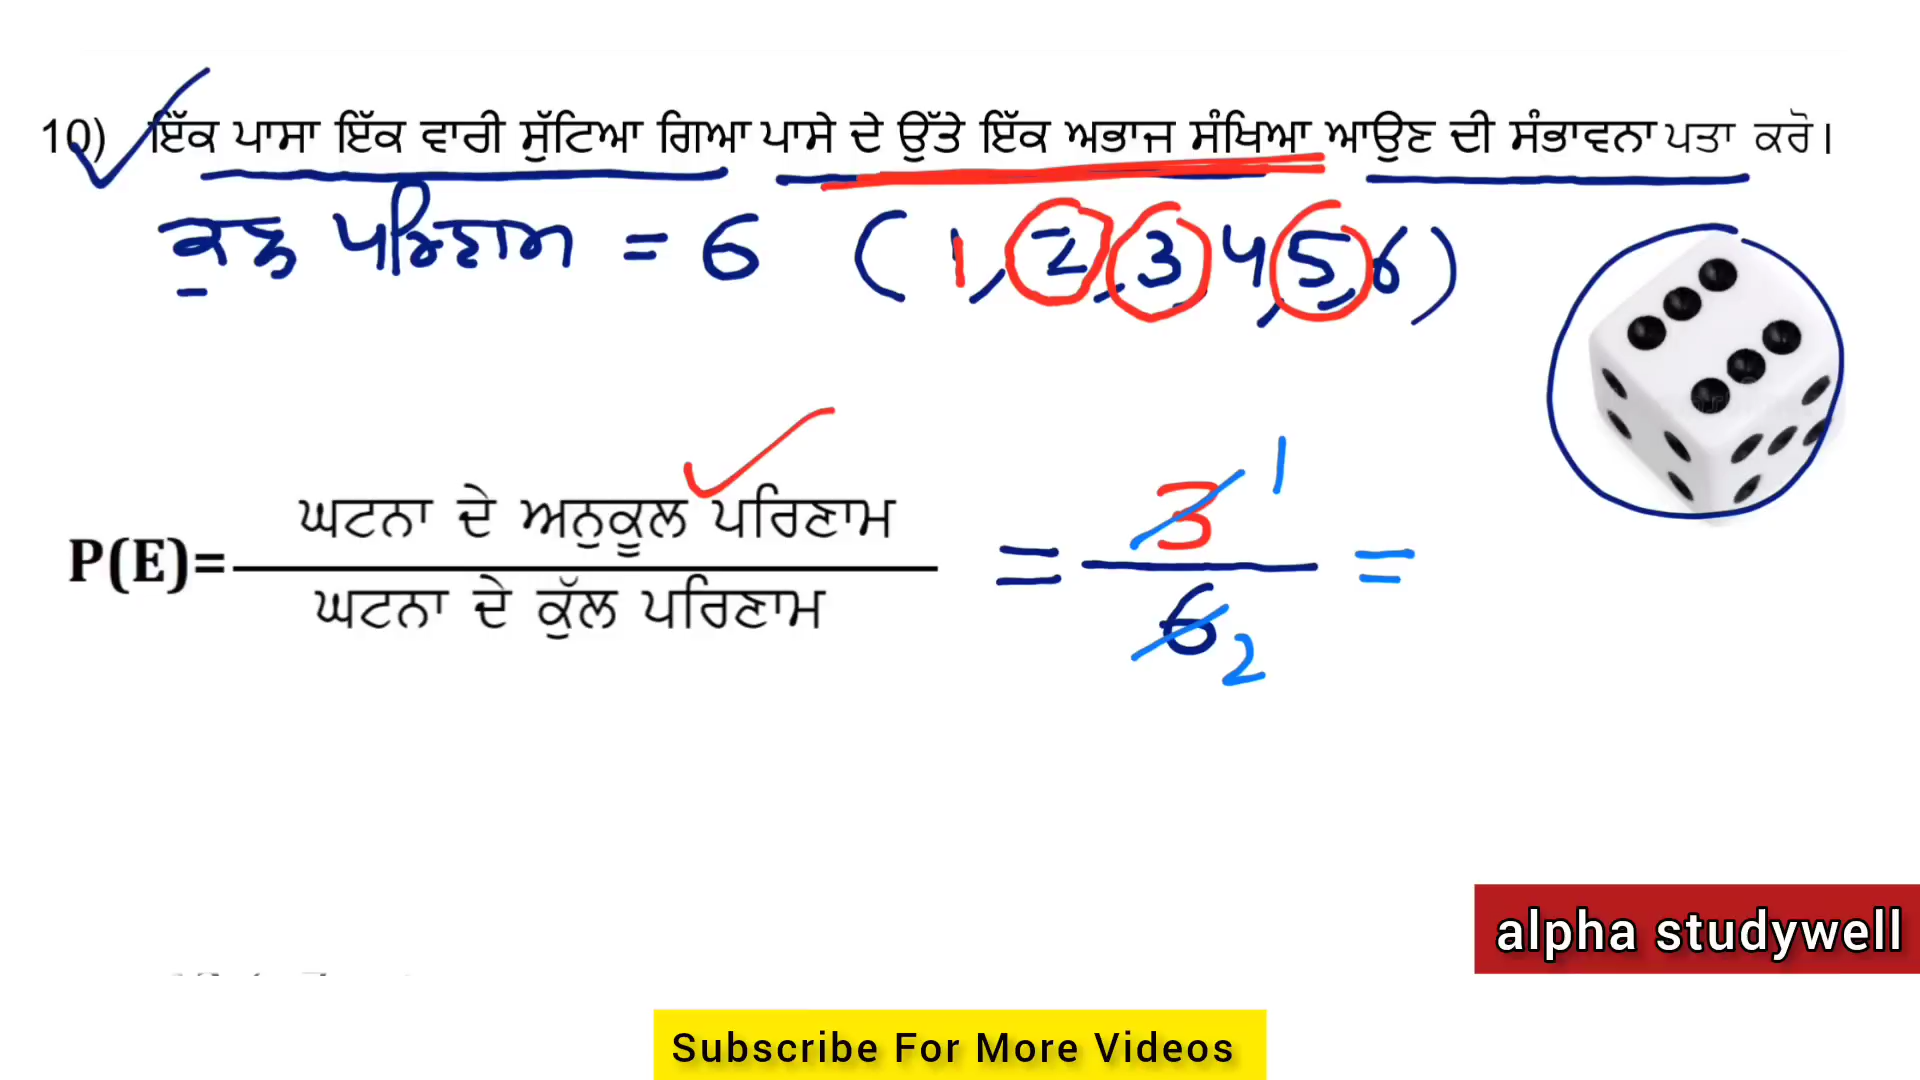 10) ਇੱਕ ਪਾਸਾ ਇੱਕ ਵਾਰੀ ਸੁੱਟਿਆ ਗਿਆ ਪਾਸੇ ਦੇ ਉੱਤੇ ਇੱਕ ਅਭਾਜ ਸੰਖਿਆ ਆਉਣ ਦੀ ਸੰਭਾਵਨਾ ਪਤਾ ਕਰੋ।
ਕੁਲ ਪਰਿਣਾਮ = 6 (1, 2, 3, 4, 5, 6)
ਘਟਨਾ ਦੇ ਅਨੁਕੂਲ ਪਰਿਣਾਮ 3 1
P(E)= = =
ਘਟਨਾ ਦੇ ਕੁੱਲ ਪਰਿਣਾਮ 6 2
alpha studywell
Subscribe For More Videos